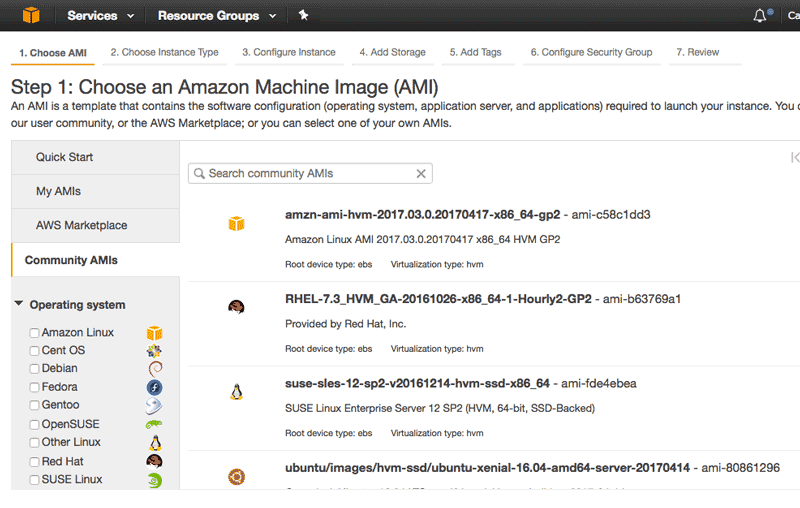 Services Resource Groups Ca
1. Choose AMI 2. Choose Instance Type 3. Configure Instance 4. Add Storage 5. Add Tags 6. Configure Security Group 7. Review
Step 1: Choose an Amazon Machine Image (AMI)
An AMI is a template that contains the software configuration (operating system, application server, and applications) required to launch your instance. You
our user community, or the AWS Marketplace; or you can select one of your own AMIs.
Quick Start
My AMIs
AWS Marketplace
Community AMIs
Operating system
Amazon Linux
Cent OS
Debian
Fedora
Gentoo
OpenSUSE
Other Linux
Red Hat
SUSE Linux
Search community AMIs
amzn-ami-hvm-2017.03.0.20170417-x86_64-gp2 - ami-c58c1dd3
Amazon Linux AMI 2017.03.0.20170417 x86_64 HVM GP2
Root device type: ebs Virtualization type: hvm
RHEL-7.3_HVM_GA-20161026-x86_64-1-Hourly2-GP2 - ami-b63769a1
Provided by Red Hat, Inc.
Root device type: ebs Virtualization type: hvm
suse-sles-12-sp2-v20161214-hvm-ssd-x86_64 - ami-fde4ebea
SUSE Linux Enterprise Server 12 SP2 (HVM, 64-bit, SSD-Backed)
Root device type: ebs Virtualization type: hvm
ubuntu/images/hvm-ssd/ubuntu-xenial-16.04-amd64-server-20170414 - ami-80861296